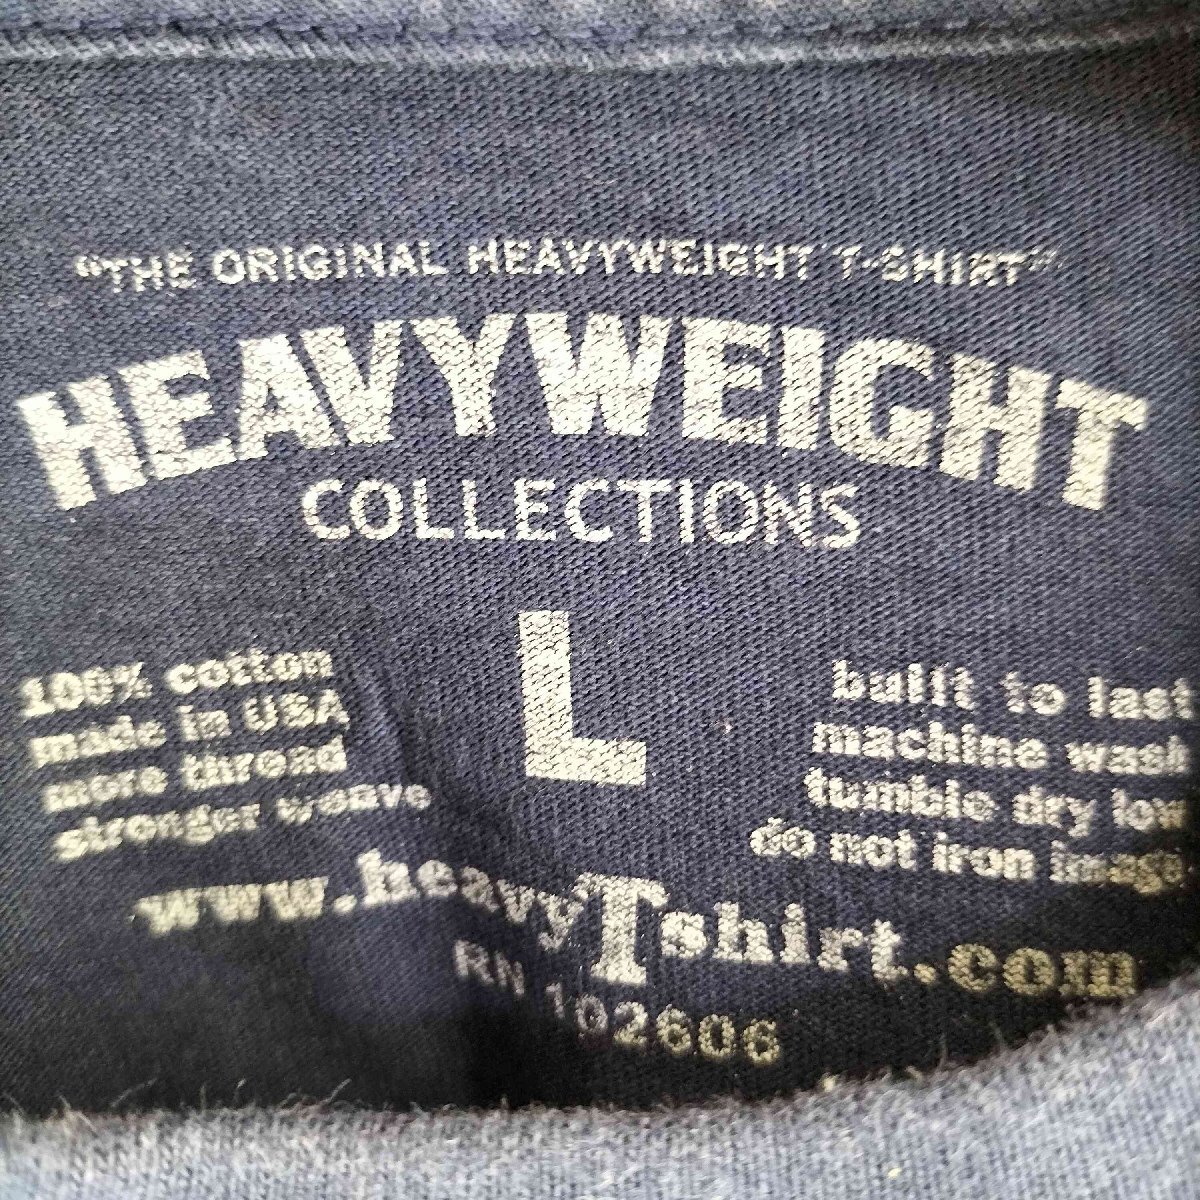 "THE ORIGINAL HEAVYWEIGHT T-SHIRT"
HEAVYWEIGHT
COLLECTIONS
L
100% cotton
made in USA
more thread
stronger weave
built to last
machine wash
tumble dry low
do not iron image
www.heavyTshirt.com
RN 102606